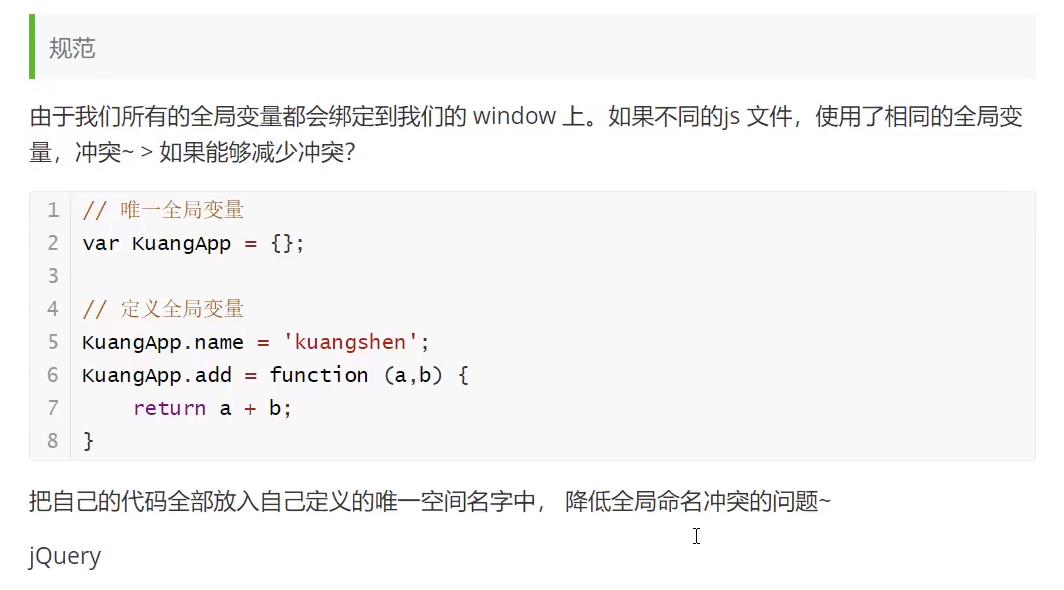 规范
由于我们所有的全局变量都会绑定到我们的 window 上。如果不同的js 文件，使用了相同的全局变
量，冲突~ > 如果能够减少冲突？
1 // 唯一全局变量
2 var KuangApp = {};
3
4 // 定义全局变量
5 KuangApp.name = 'kuangshen';
6 KuangApp.add = function (a,b) {
7     return a + b;
8 }
把自己的代码全部放入自己定义的唯一空间名字中， 降低全局命名冲突的问题~
jQuery